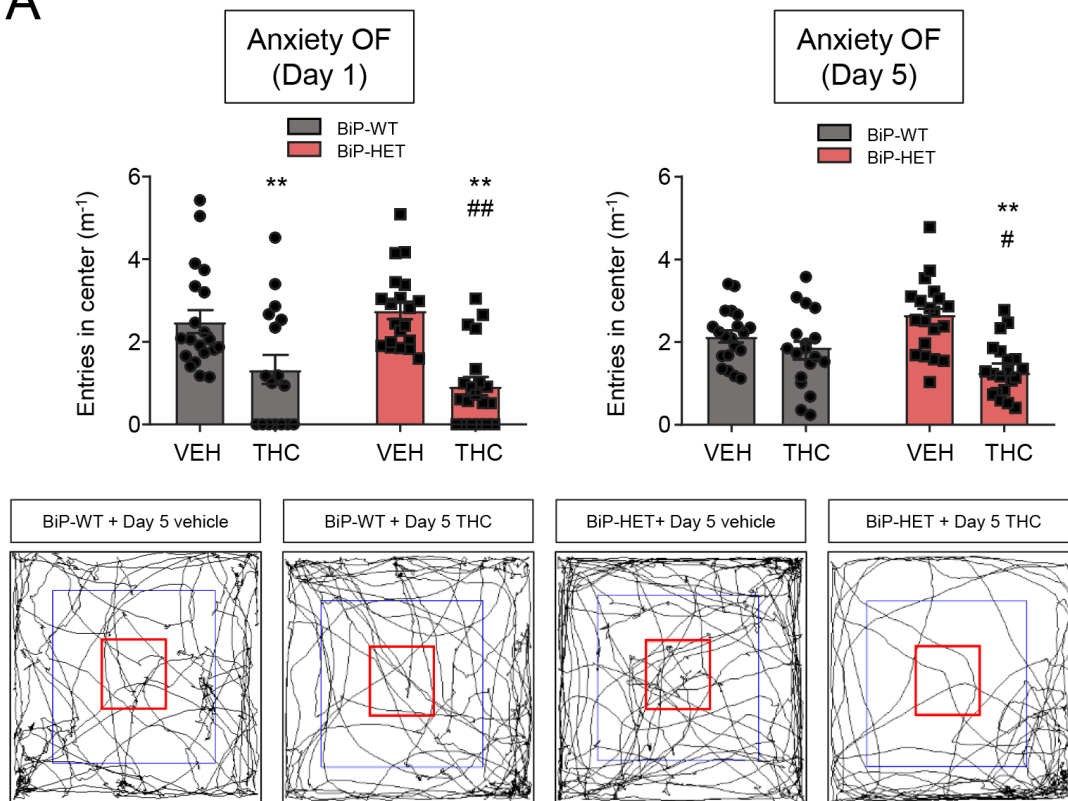 A
Anxiety OF
(Day 1)
BiP-WT
BiP-HET
Entries in center (m⁻¹)
6
4
2
0
**
**
##
VEH
THC
VEH
THC
Anxiety OF
(Day 5)
BiP-WT
BiP-HET
Entries in center (m⁻¹)
6
4
2
0
**
#
VEH
THC
VEH
THC
BiP-WT + Day 5 vehicle
BiP-WT + Day 5 THC
BiP-HET+ Day 5 vehicle
BiP-HET + Day 5 THC